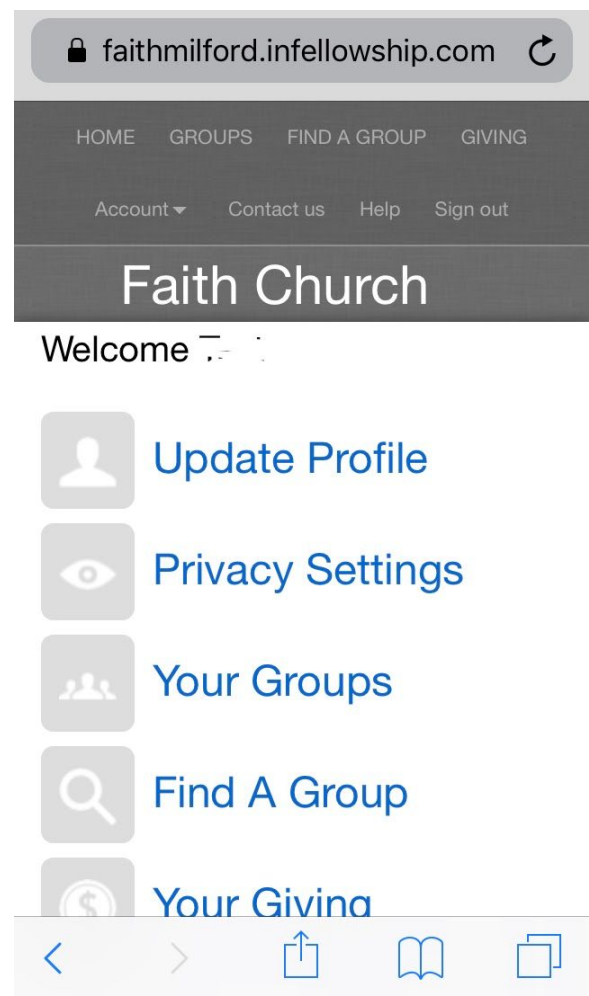 faithmilford.infellowship.com
HOME GROUPS FIND A GROUP GIVING
Account Contact us Help Sign out
Faith Church
Welcome
Update Profile
Privacy Settings
Your Groups
Find A Group
$ Your Giving